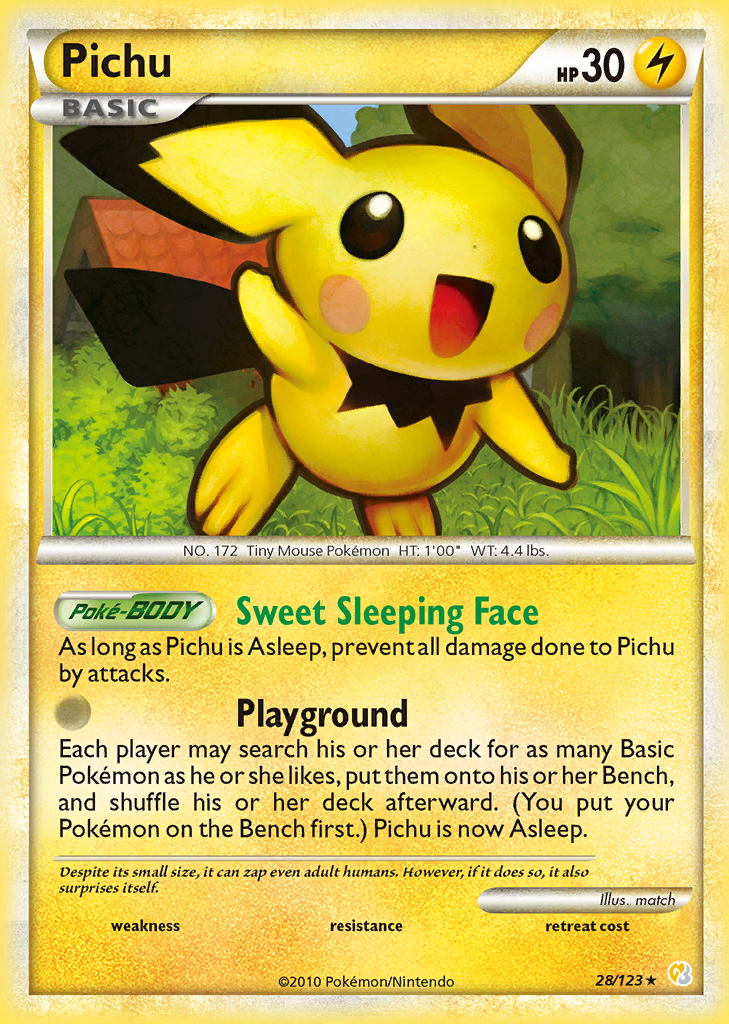 Pichu
HP 30
BASIC
NO. 172 Tiny Mouse Pokémon HT: 1'00" WT: 4.4 lbs.
Poké-BODY Sweet Sleeping Face
As long as Pichu is Asleep, prevent all damage done to Pichu
by attacks.
Playground
Each player may search his or her deck for as many Basic
Pokémon as he or she likes, put them onto his or her Bench,
and shuffle his or her deck afterward. (You put your
Pokémon on the Bench first.) Pichu is now Asleep.
Despite its small size, it can zap even adult humans. However, if it does so, it also
surprises itself.
Illus. match
weakness resistance retreat cost
©2010 Pokémon/Nintendo 28/123 ★